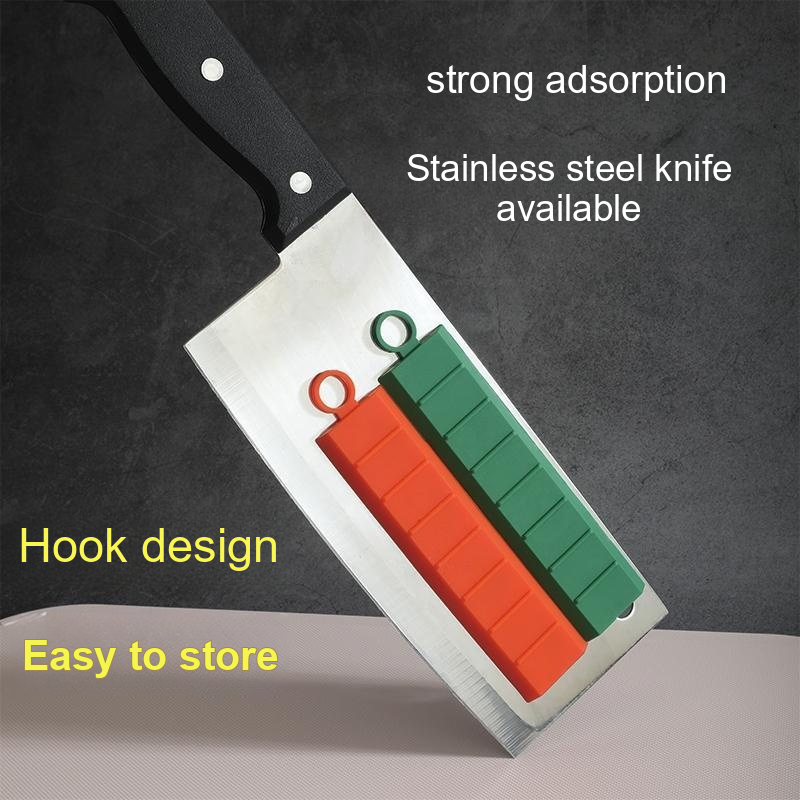 strong adsorption
Stainless steel knife
available
Hook design
Easy to store